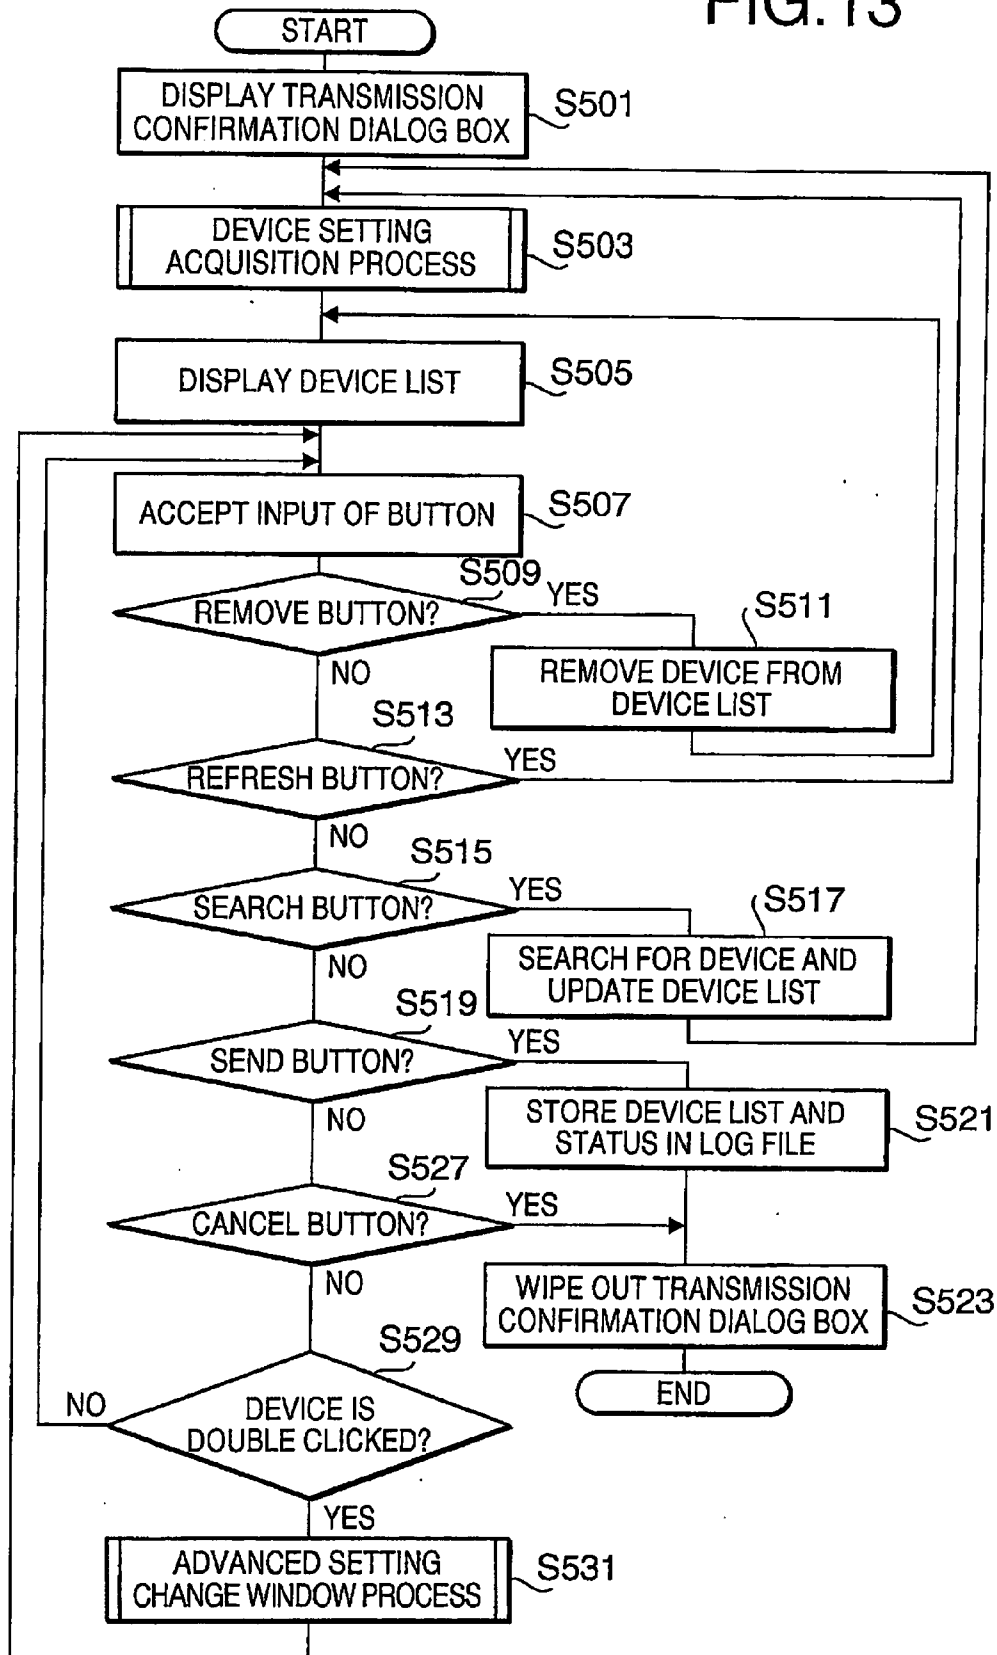 FIG. 13
START
DISPLAY TRANSMISSION
CONFIRMATION DIALOG BOX
S501
DEVICE SETTING
ACQUISITION PROCESS
S503
DISPLAY DEVICE LIST
S505
ACCEPT INPUT OF BUTTON
S507
S509
REMOVE BUTTON?
YES
NO
S511
REMOVE DEVICE FROM
DEVICE LIST
S513
REFRESH BUTTON?
YES
NO
S515
SEARCH BUTTON?
YES
NO
S517
SEARCH FOR DEVICE AND
UPDATE DEVICE LIST
S519
SEND BUTTON?
YES
NO
STORE DEVICE LIST AND
STATUS IN LOG FILE
S521
S527
CANCEL BUTTON?
YES
NO
WIPE OUT TRANSMISSION
CONFIRMATION DIALOG BOX
S523
END
S529
DEVICE IS
DOUBLE CLICKED?
NO
YES
ADVANCED SETTING
CHANGE WINDOW PROCESS
S531